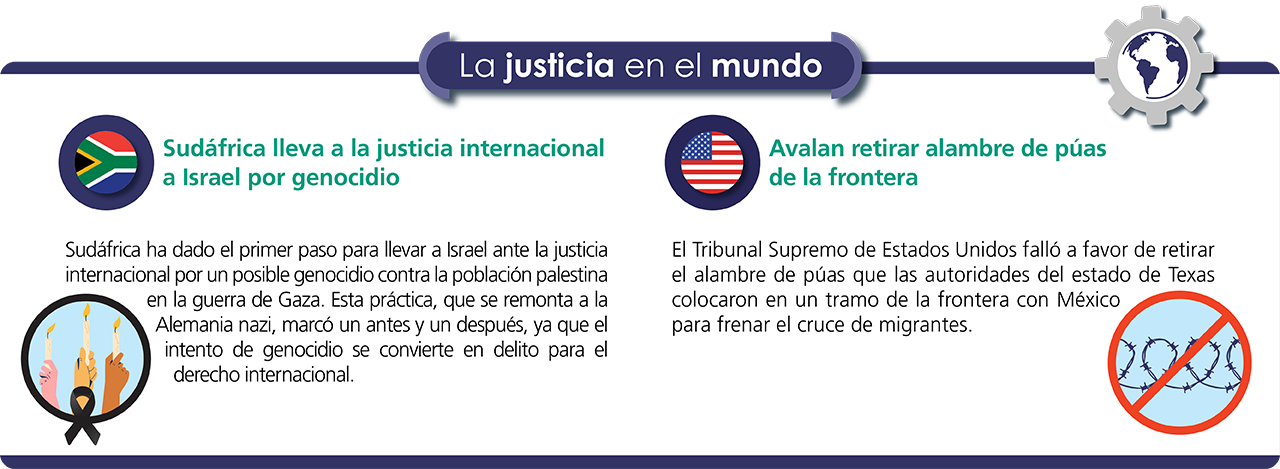 La justicia en el mundo
Sudáfrica lleva a la justicia internacional
a Israel por genocidio
Sudáfrica ha dado el primer paso para llevar a Israel ante la justicia
internacional por un posible genocidio contra la población palestina
en la guerra de Gaza. Esta práctica, que se remonta a la
Alemania nazi, marcó un antes y un después, ya que el
intento de genocidio se convierte en delito para el
derecho internacional.
Avalan retirar alambre de púas
de la frontera
El Tribunal Supremo de Estados Unidos falló a favor de retirar
el alambre de púas que las autoridades del estado de Texas
colocaron en un tramo de la frontera con México
para frenar el cruce de migrantes.